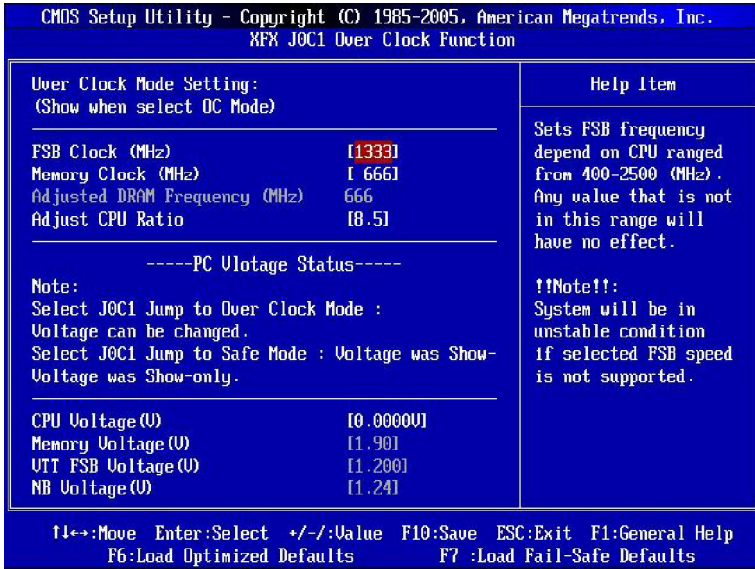 CMOS Setup Utility - Copyright (C) 1985-2005, American Megatrends, Inc.
XFX J0C1 Over Clock Function
Over Clock Mode Setting:
(Show when select OC Mode)
FSB Clock (MHz) [1333]
Memory Clock (MHz) [ 666]
Adjusted DRAM Frequency (MHz) 666
Adjust CPU Ratio [8.5]
-----PC Vlotage Status-----
Note:
Select J0C1 Jump to Over Clock Mode :
Voltage can be changed.
Select J0C1 Jump to Safe Mode : Voltage was Show-
Voltage was Show-only.
CPU Voltage(V) [0.0000V]
Memory Voltage(V) [1.90]
VTT FSB Voltage(V) [1.200]
NB Voltage(V) [1.24]
Help Item
Sets FSB frequency
depend on CPU ranged
from 400-2500 (MHz).
Any value that is not
in this range will
have no effect.
!!Note!!:
System will be in
unstable condition
if selected FSB speed
is not supported.
↑↓←→:Move Enter:Select +/-/:Value F10:Save ESC:Exit F1:General Help
F6:Load Optimized Defaults F7 :Load Fail-Safe Defaults